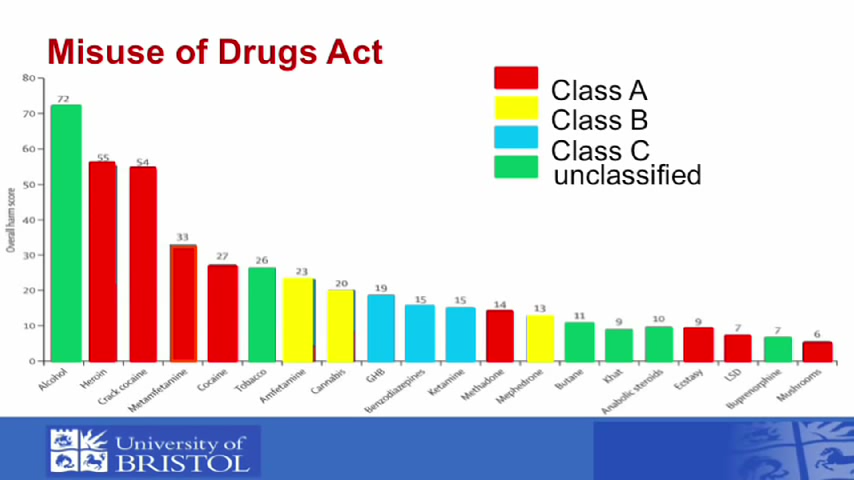 Misuse of Drugs Act
Class A
Class B
Class C
unclassified
Overall harm score
80
70
60
50
40
30
20
10
0
72
55
54
33
27
26
23
20
19
15
15
14
13
11
9
10
9
7
7
6
Alcohol
Heroin
Crack cocaine
Metamfetamine
Cocaine
Tobacco
Amfetamine
Cannabis
GHB
Benzodiazepines
Ketamine
Methadone
Mephedrone
Butane
Khat
Anabolic steroids
Ecstasy
LSD
Buprenorphine
Mushrooms
University of
BRISTOL